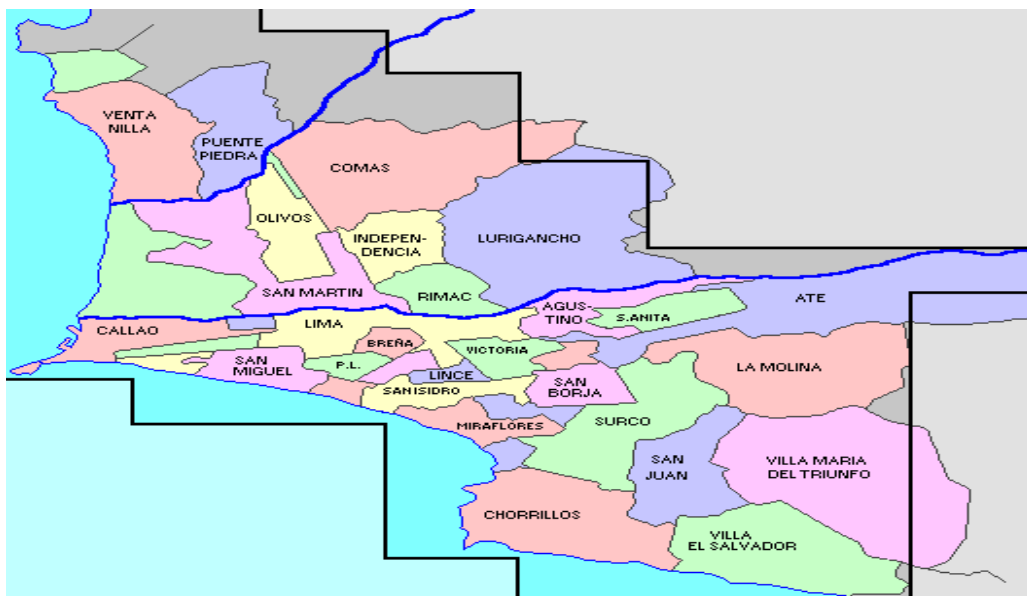 VENTA
NILLA
PUENTE
PIEDRA
COMAS
OLIVOS
INDEPEN-
DENCIA
LURIGANCHO
SAN MARTIN
RIMAC
AGUS-
TINO
S.ANITA
ATE
CALLAO
LIMA
BREÑA
VICTORIA
SAN
MIGUEL
P.L.
LINCE
SAN ISIDRO
SAN
BORJA
LA MOLINA
MIRAFLORES
SURCO
SAN
JUAN
VILLA MARIA
DEL TRIUNFO
CHORRILLOS
VILLA
EL SALVADOR